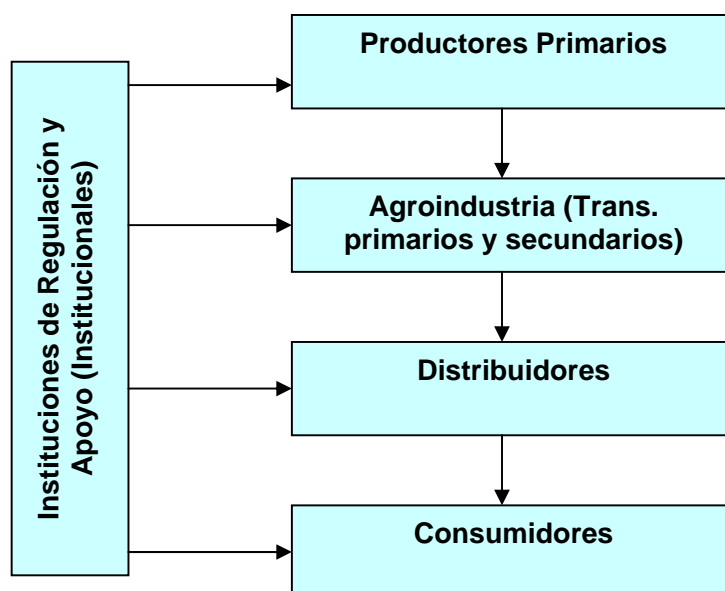 Productores Primarios
Instituciones de Regulación y
Apoyo (Institucionales)
Agroindustria (Trans.
primarios y secundarios)
Distribuidores
Consumidores